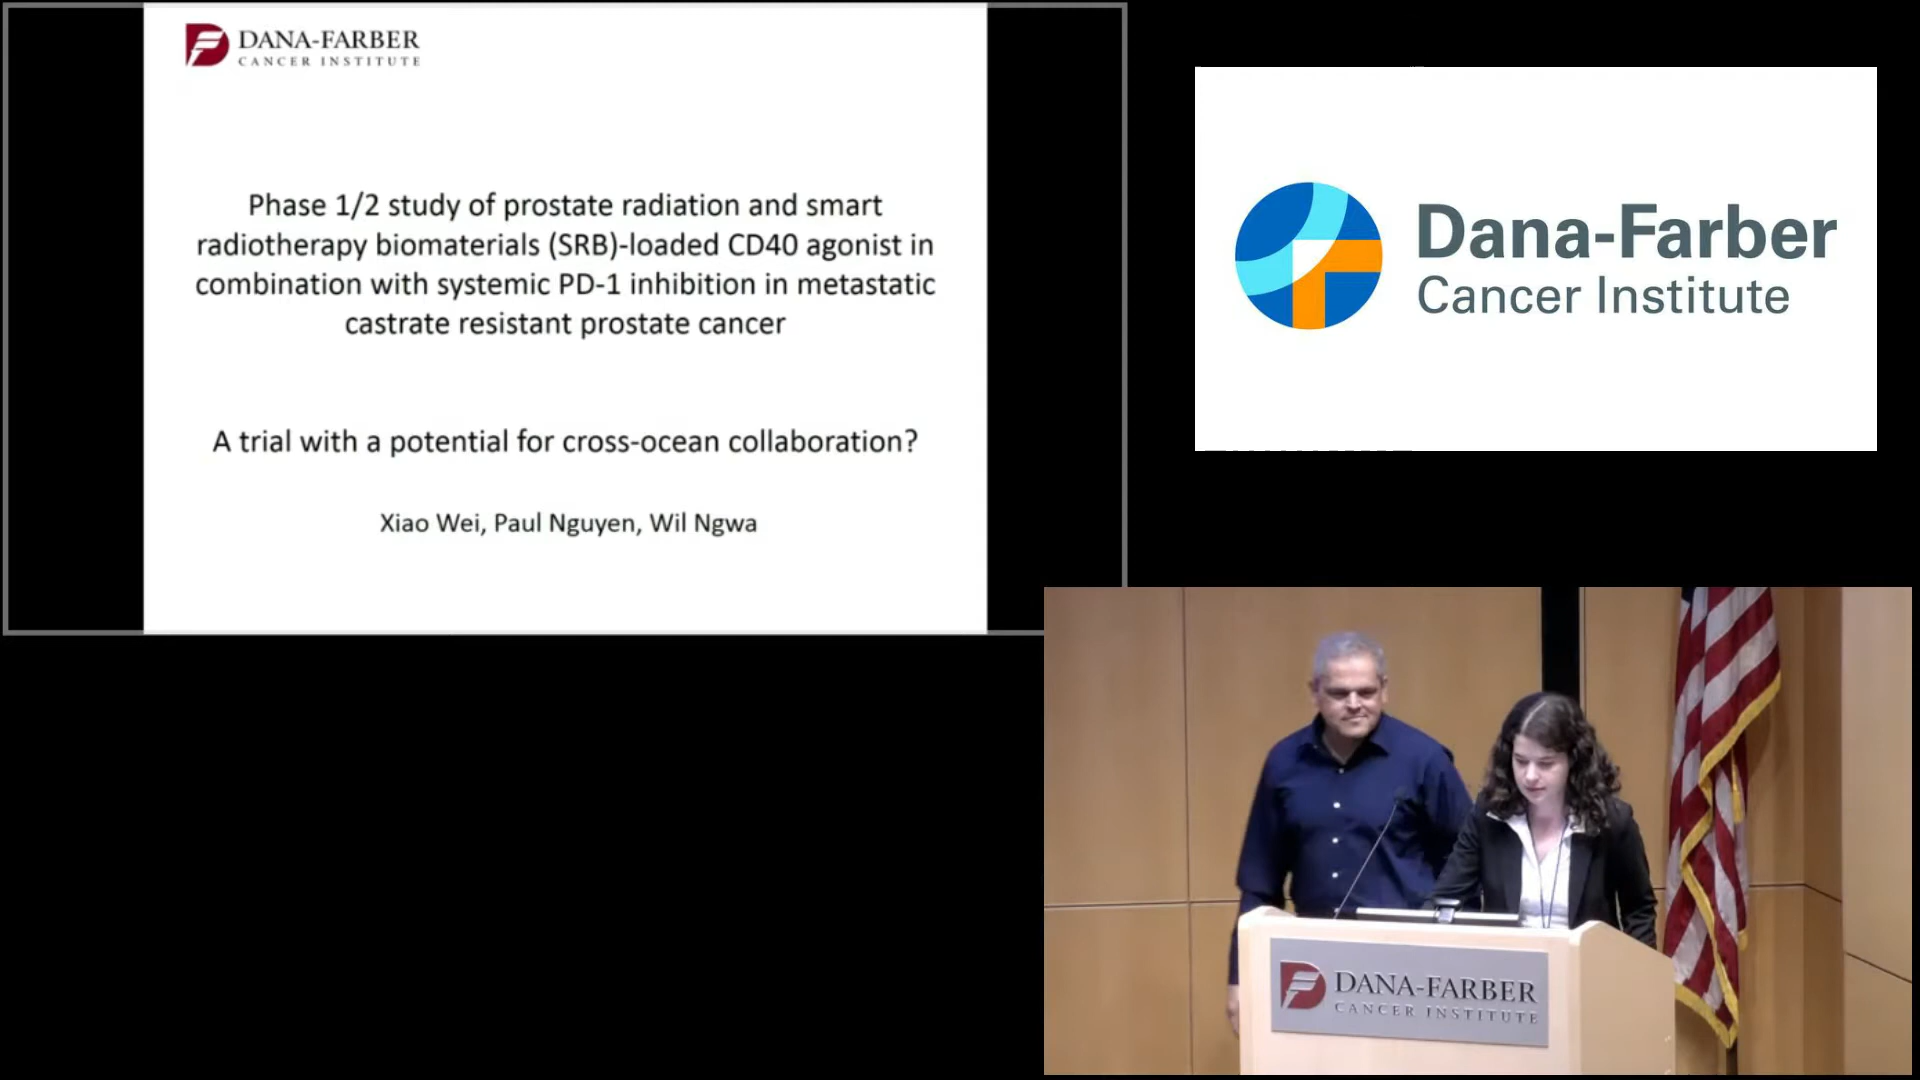 DANA-FARBER
CANCER INSTITUTE
Phase 1/2 study of prostate radiation and smart
radiotherapy biomaterials (SRB)-loaded CD40 agonist in
combination with systemic PD-1 inhibition in metastatic
castrate resistant prostate cancer
A trial with a potential for cross-ocean collaboration?
Xiao Wei, Paul Nguyen, Wil Ngwa
Dana-Farber
Cancer Institute
DANA-FARBER
CANCER INSTITUTE